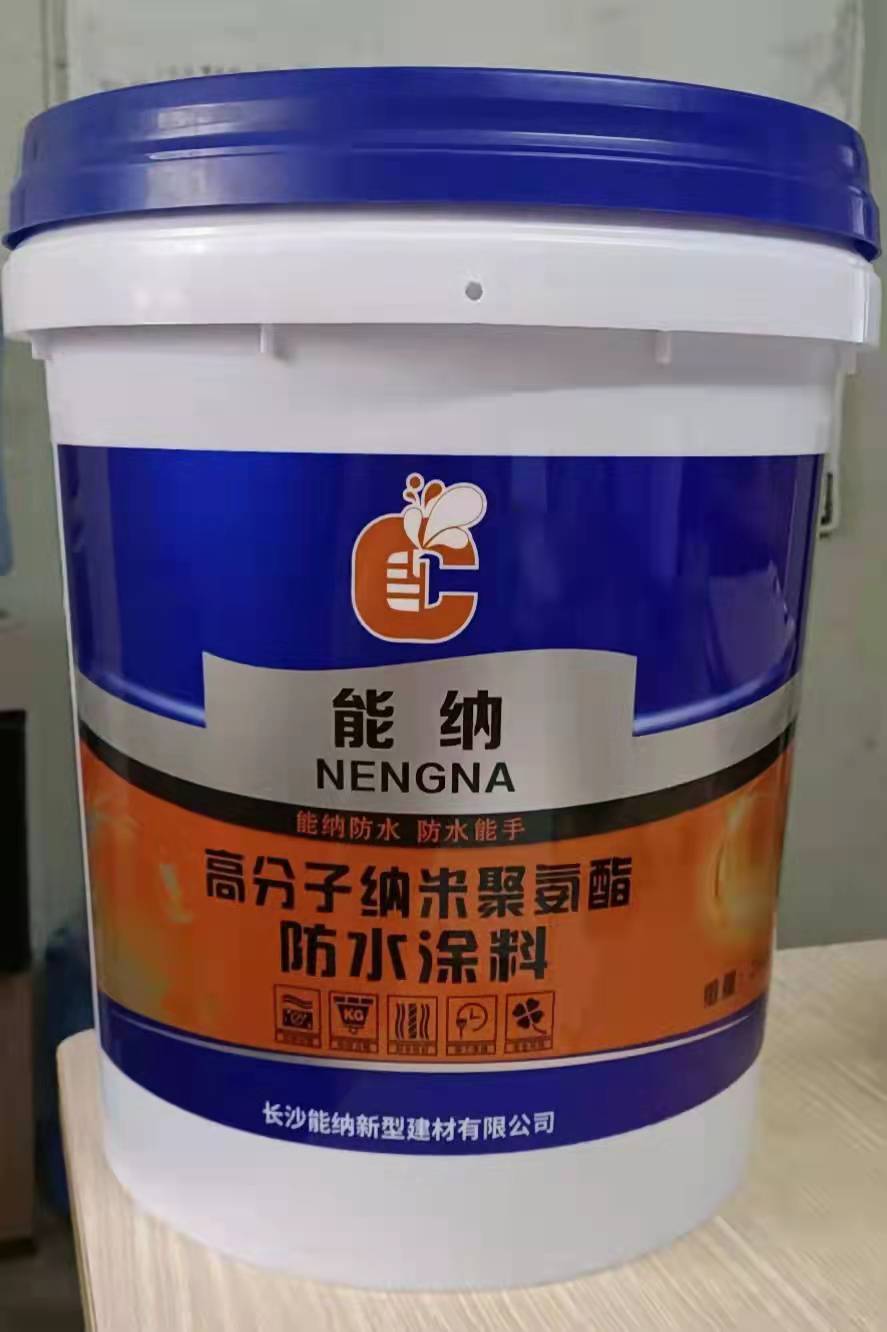 能纳
NENGNA
能纳防水 防水能手
高分子纳米聚氨酯
防水涂料
KG
长沙能纳新型建材有限公司